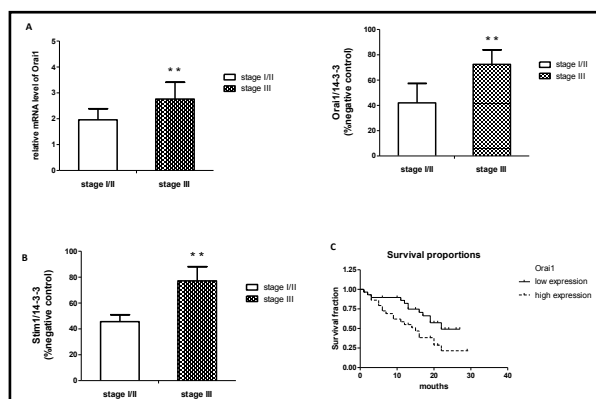 A
relative mRNA level of Orai1
5
4
3
2
1
0
* *
stage I/II
stage III
stage I/II
stage III
Orai1/14-3-3
(%negative control)
100
80
60
40
20
0
* *
stage I/II
stage III
stage I/II
stage III
B
Stim1/14-3-3
(%negative control)
100
80
60
40
20
0
* *
stage I/II
stage III
stage I/II
stage III
C
Survival proportions
Orai1
low expression
high expression
Survival fraction
1.00
0.75
0.50
0.25
0.00
0
10
20
30
40
mouths